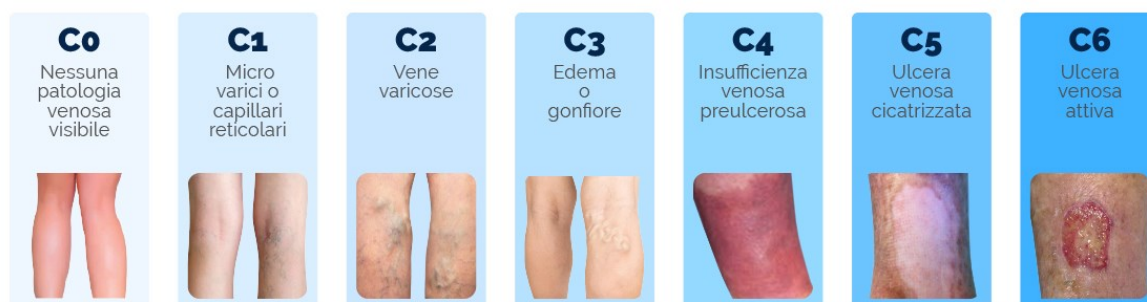 C0
Nessuna
patologia
venosa
visibile
C1
Micro
varici o
capillari
reticolari
C2
Vene
varicose
C3
Edema
o
gonfiore
C4
Insufficienza
venosa
preulcerosa
C5
Ulcera
venosa
cicatrizzata
C6
Ulcera
venosa
attiva